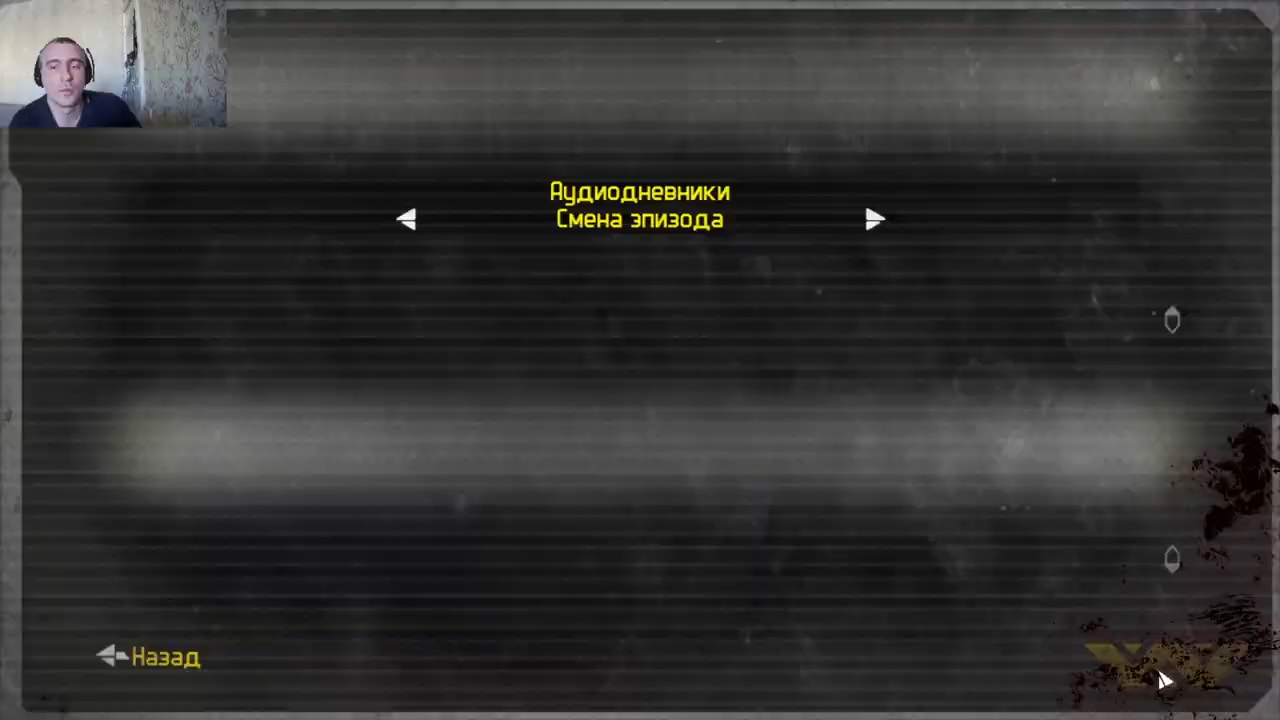 Аудиодневники
Смена эпизода
Назад